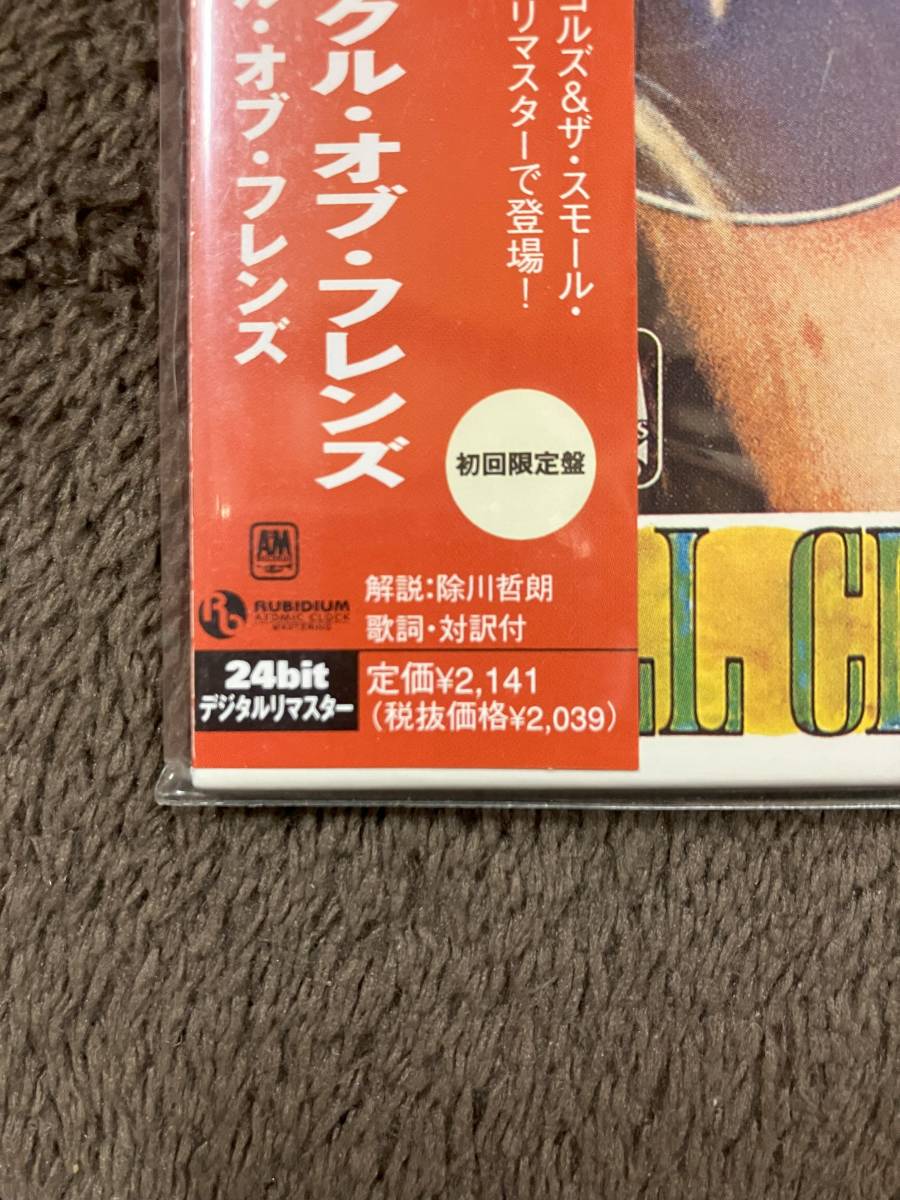 ゴルズ&ザ・スモール・
リマスターで登場!
クル・オブ・フレンズ
ル・オブ・フレンズ
初回限定盤
A&M
RUBIDIUM
ATOMIC CLOCK
MASTERING
解説:除川哲朗
歌詞・対訳付
24bit
デジタルリマスター
定価¥2,141
(税抜価格¥2,039)
LL CI